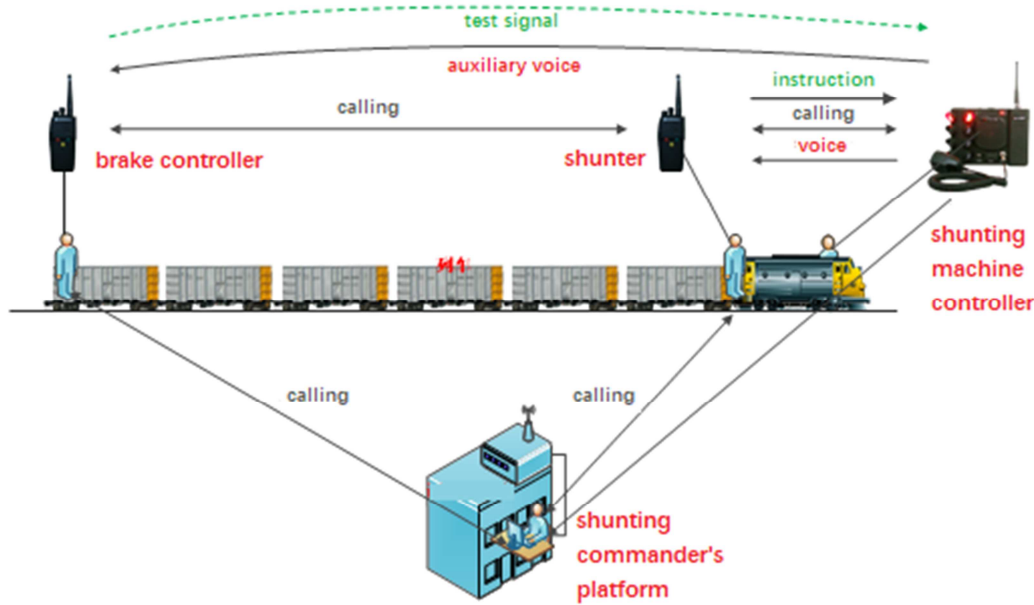 test signal
auxiliary voice
instruction
calling
calling
voice
brake controller
shunter
shunting
machine
controller
calling
calling
shunting
commander's
platform